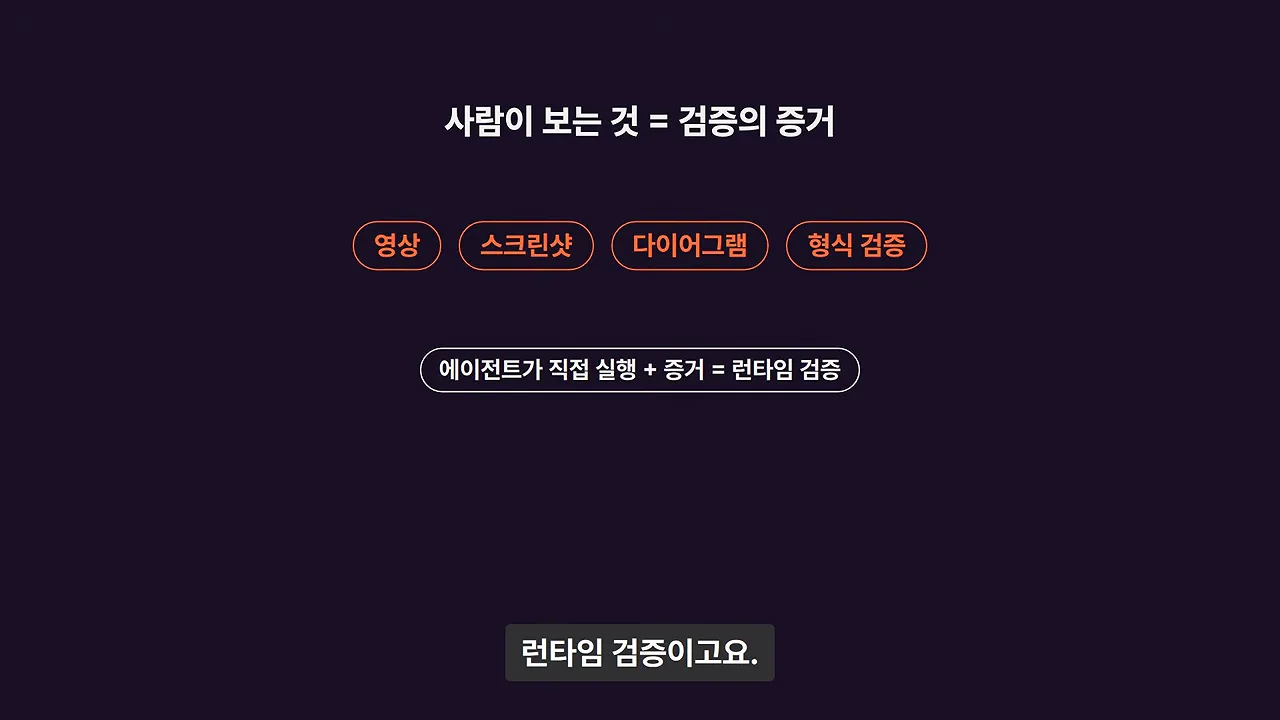 사람이 보는 것 = 검증의 증거
영상 스크린샷 다이어그램 형식 검증
에이전트가 직접 실행 + 증거 = 런타임 검증
런타임 검증이고요.